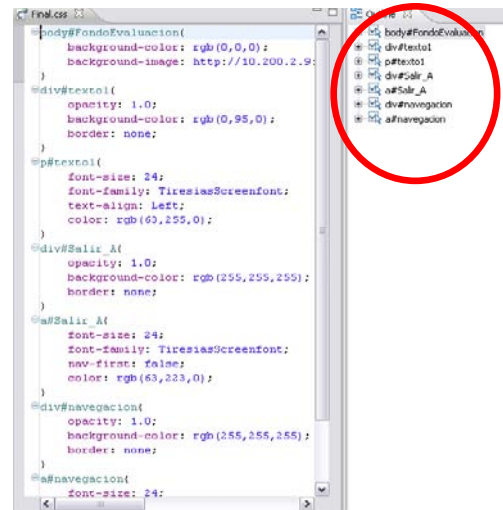 Final.css
body#FondoEvaluancion{
background-color: rgb(0,0,0);
background-image: http://10.200.2.9:
}
div#texto1{
opacity: 1.0;
background-color: rgb(0,95,0);
border: none;
}
p#texto1{
font-size: 24;
font-family: TiresiasScreenfont;
text-align: Left;
color: rgb(63,255,0);
}
div#Salir_A{
opacity: 1.0;
background-color: rgb(255,255,255);
border: none;
}
a#Salir_A{
font-size: 24;
font-family: TiresiasScreenfont;
nav-first: false;
color: rgb(63,223,0);
}
div#navegacion{
opacity: 1.0;
background-color: rgb(255,255,255);
border: none;
}
a#navegacion{
font-size: 24;
Outline
body#FondoEvaluancion
div#texto1
p#texto1
div#Salir_A
a#Salir_A
div#navegacion
a#navegacion